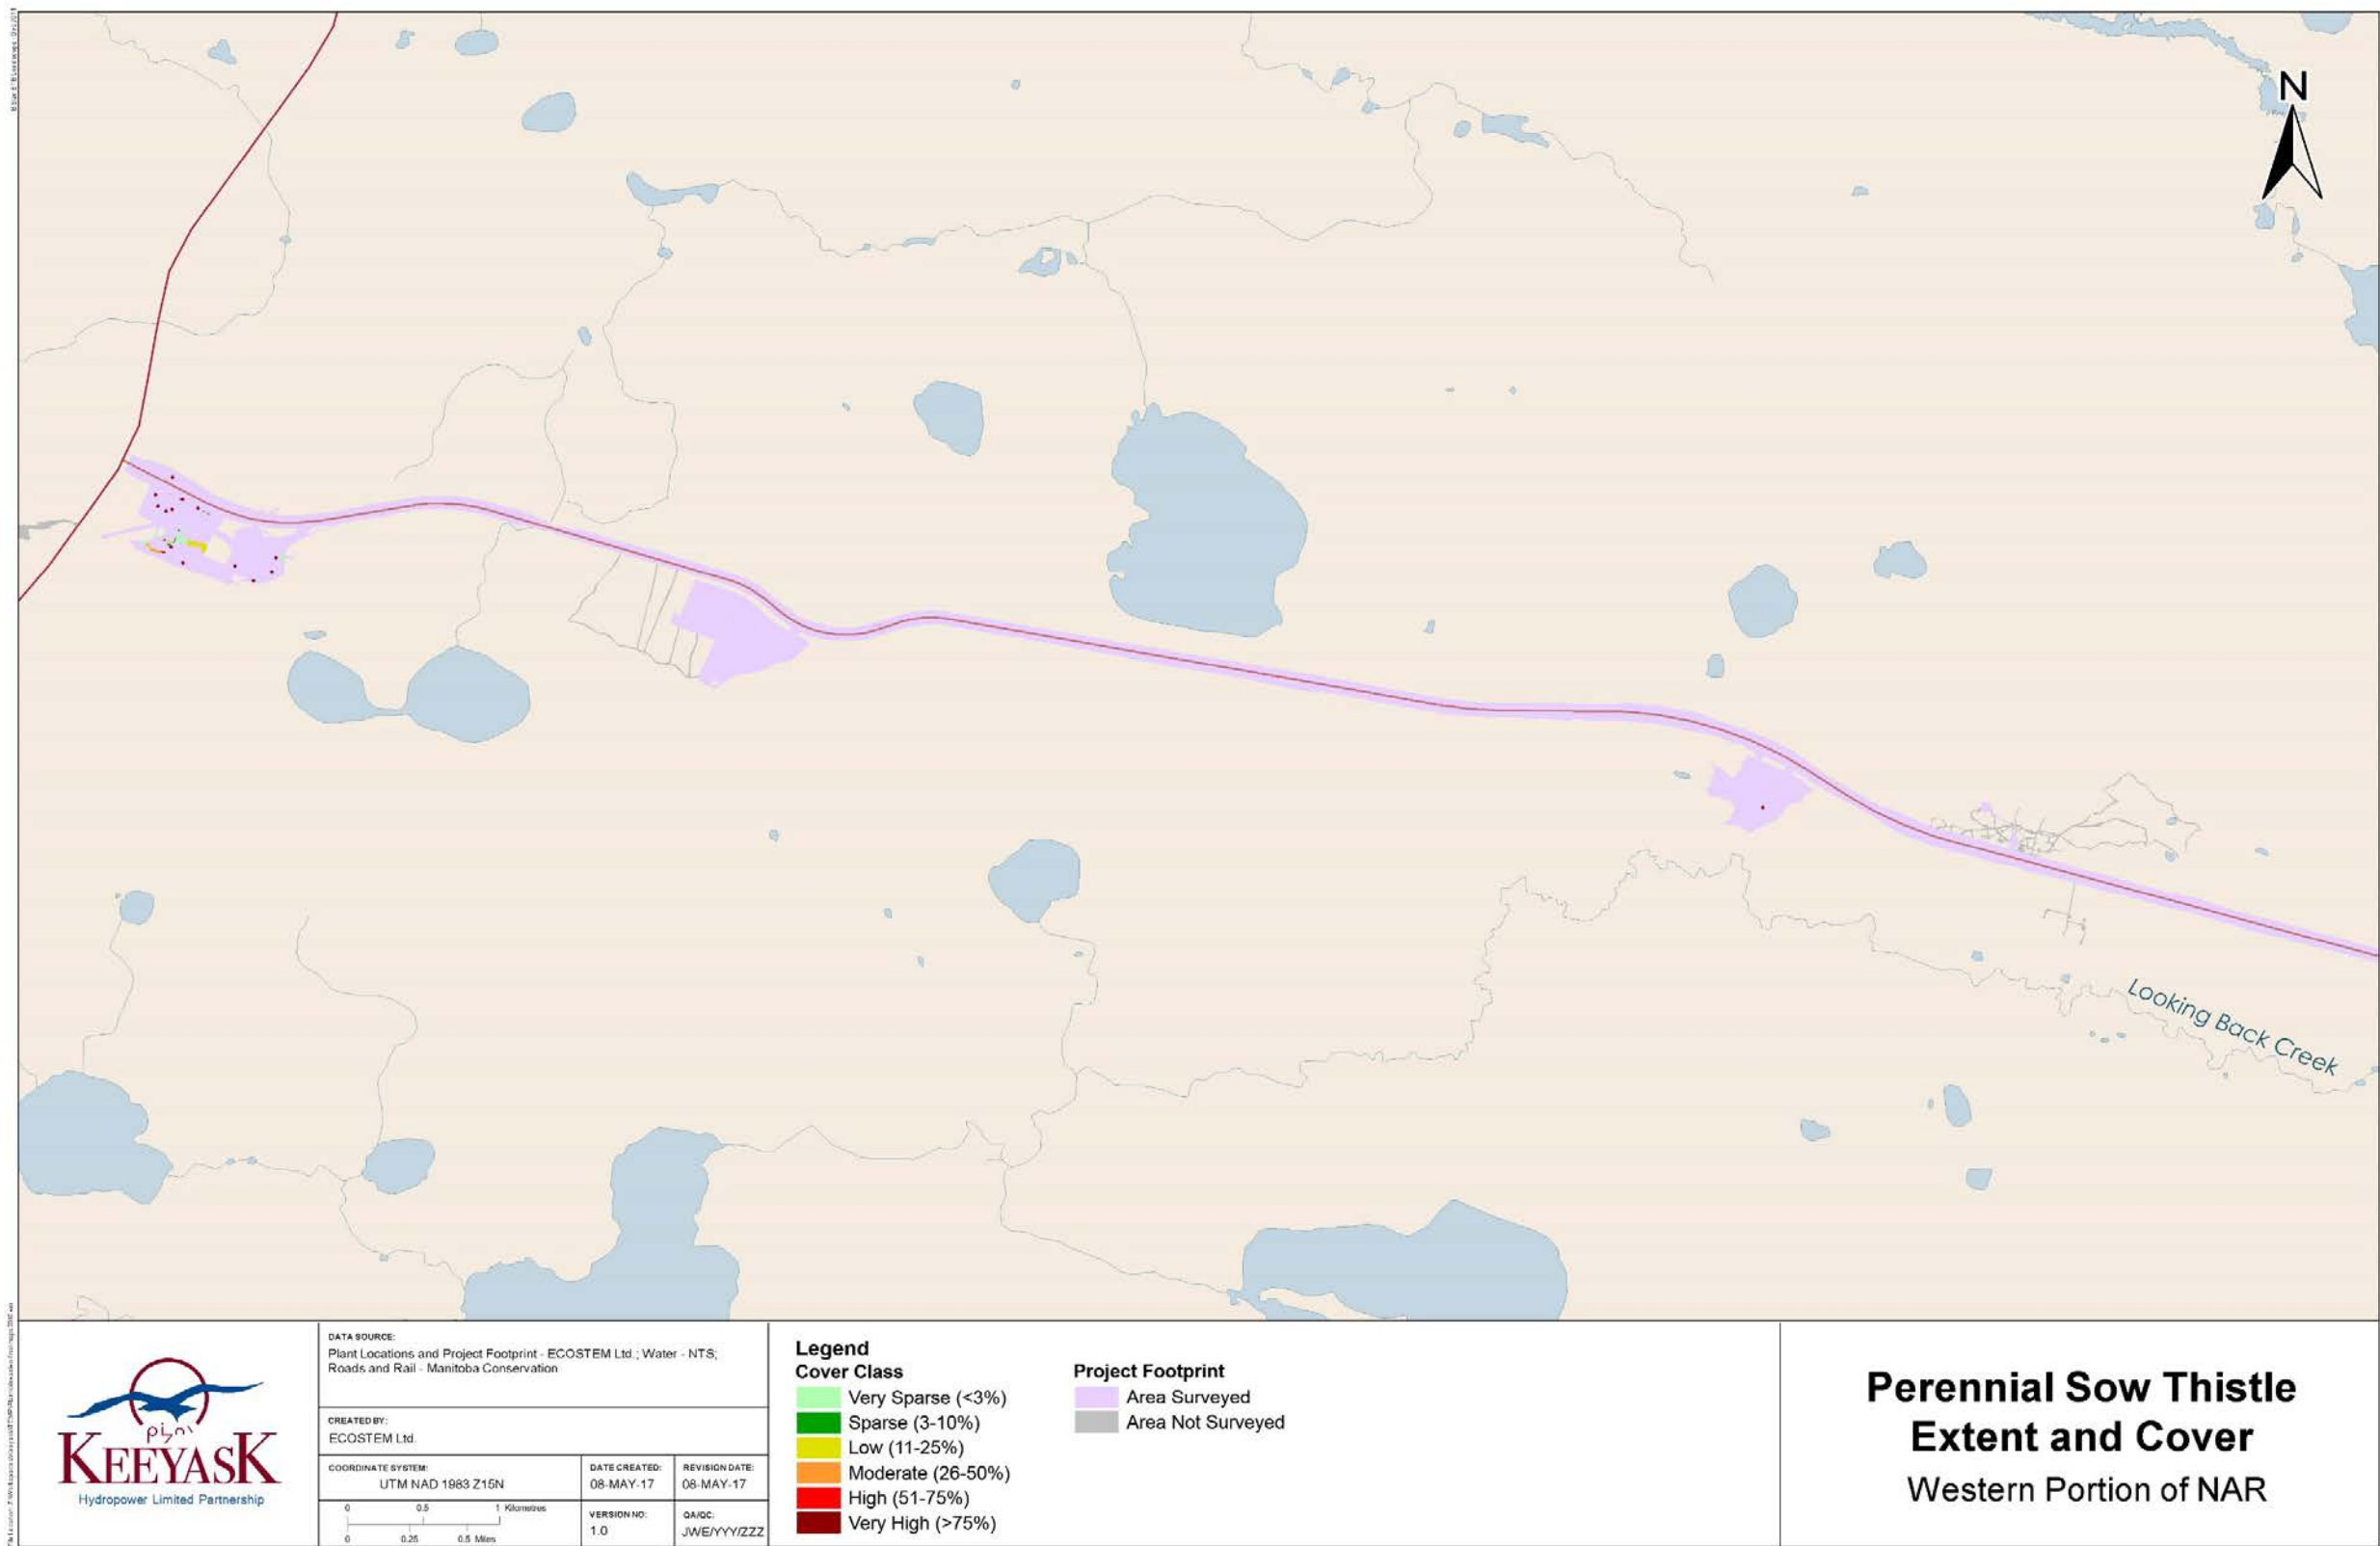 N
Looking Back Creek
KEEYASK
Hydropower Limited Partnership
DATA SOURCE:
Plant Locations and Project Footprint - ECOSTEM Ltd.; Water - NTS;
Roads and Rail - Manitoba Conservation
CREATED BY:
ECOSTEM Ltd.
COORDINATE SYSTEM:
UTM NAD 1983 Z15N
DATE CREATED:
08-MAY-17
REVISION DATE:
08-MAY-17
0 0.5 1 Kilometres
0 0.25 0.5 Miles
VERSION NO:
1.0
QA/QC:
JWE/YYY/ZZZ
Legend
Cover Class
Very Sparse (<3%)
Sparse (3-10%)
Low (11-25%)
Moderate (26-50%)
High (51-75%)
Very High (>75%)
Project Footprint
Area Surveyed
Area Not Surveyed
Perennial Sow Thistle
Extent and Cover
Western Portion of NAR